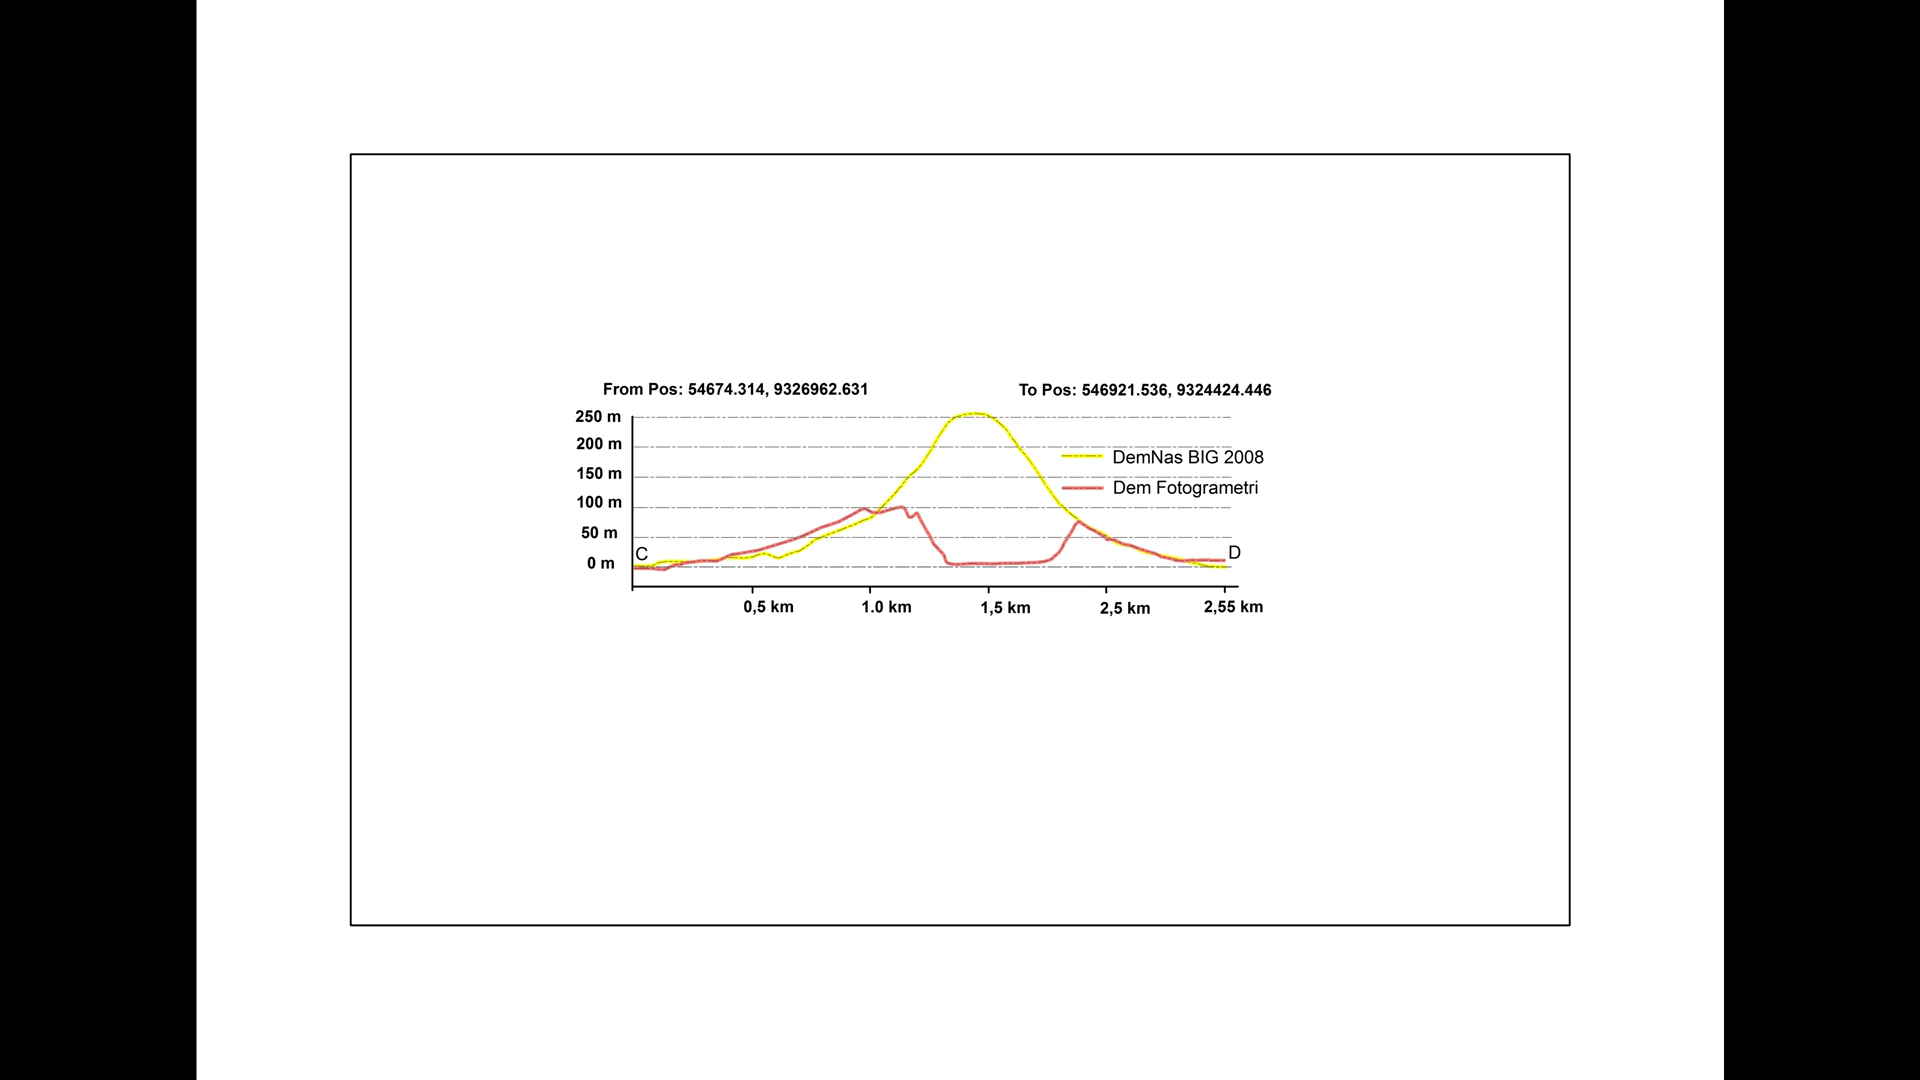 From Pos: 54674.314, 9326962.631
To Pos: 546921.536, 9324424.446
250 m
200 m
150 m
100 m
50 m
0 m
DemNas BIG 2008
Dem Fotogrametri
C
D
0,5 km
1.0 km
1,5 km
2,5 km
2,55 km